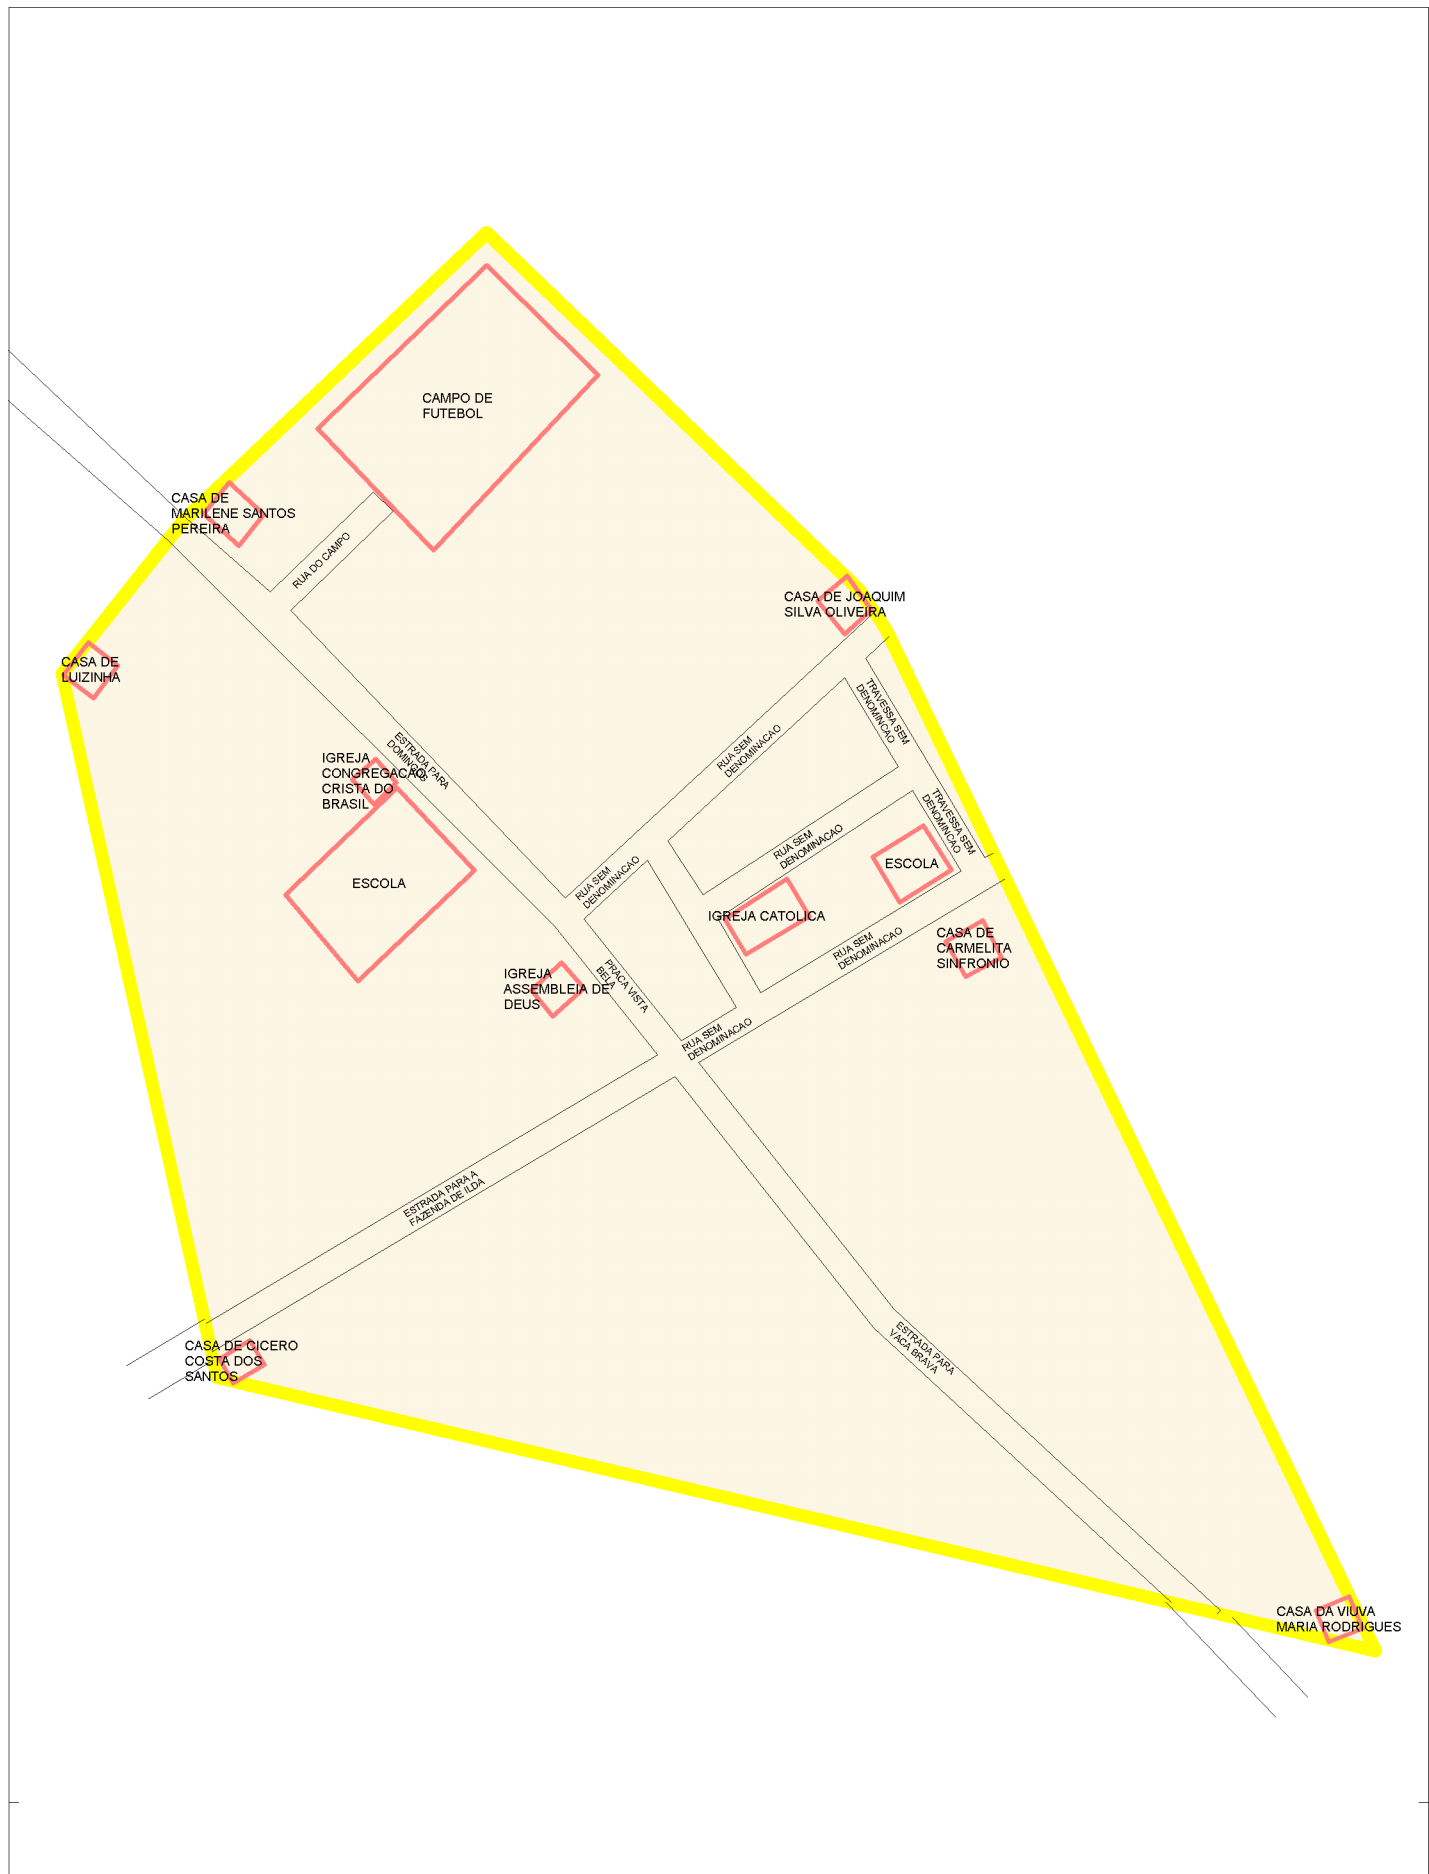 CAMPO DE
FUTEBOL
CASA DE
MARILENE SANTOS
PEREIRA
RUA DO CAMPO
CASA DE JOAQUIM
SILVA OLIVEIRA
CASA DE
LUIZINHA
TRAVESSA SEM
DENOMINCAO
ESTRADA PARA
DOMINGOS
RUA SEM
DENOMINACAO
IGREJA
CONGREGACAO
CRISTA DO
BRASIL
TRAVESSA SEM
DENOMINCAO
RUA SEM
DENOMINACAO
RUA SEM
DENOMINACAO
ESCOLA
ESCOLA
IGREJA CATOLICA
RUA SEM
DENOMINACAO
CASA DE
CARMELITA
SINFRONIO
IGREJA
ASSEMBLEIA DE
DEUS
PRACA VISTA
BELA
RUA SEM
DENOMINACAO
ESTRADA PARA A
FAZENDA DE ILDA
CASA DE CICERO
COSTA DOS
SANTOS
ESTRADA PARA
VACA BRAVA
CASA DA VIUVA
MARIA RODRIGUES